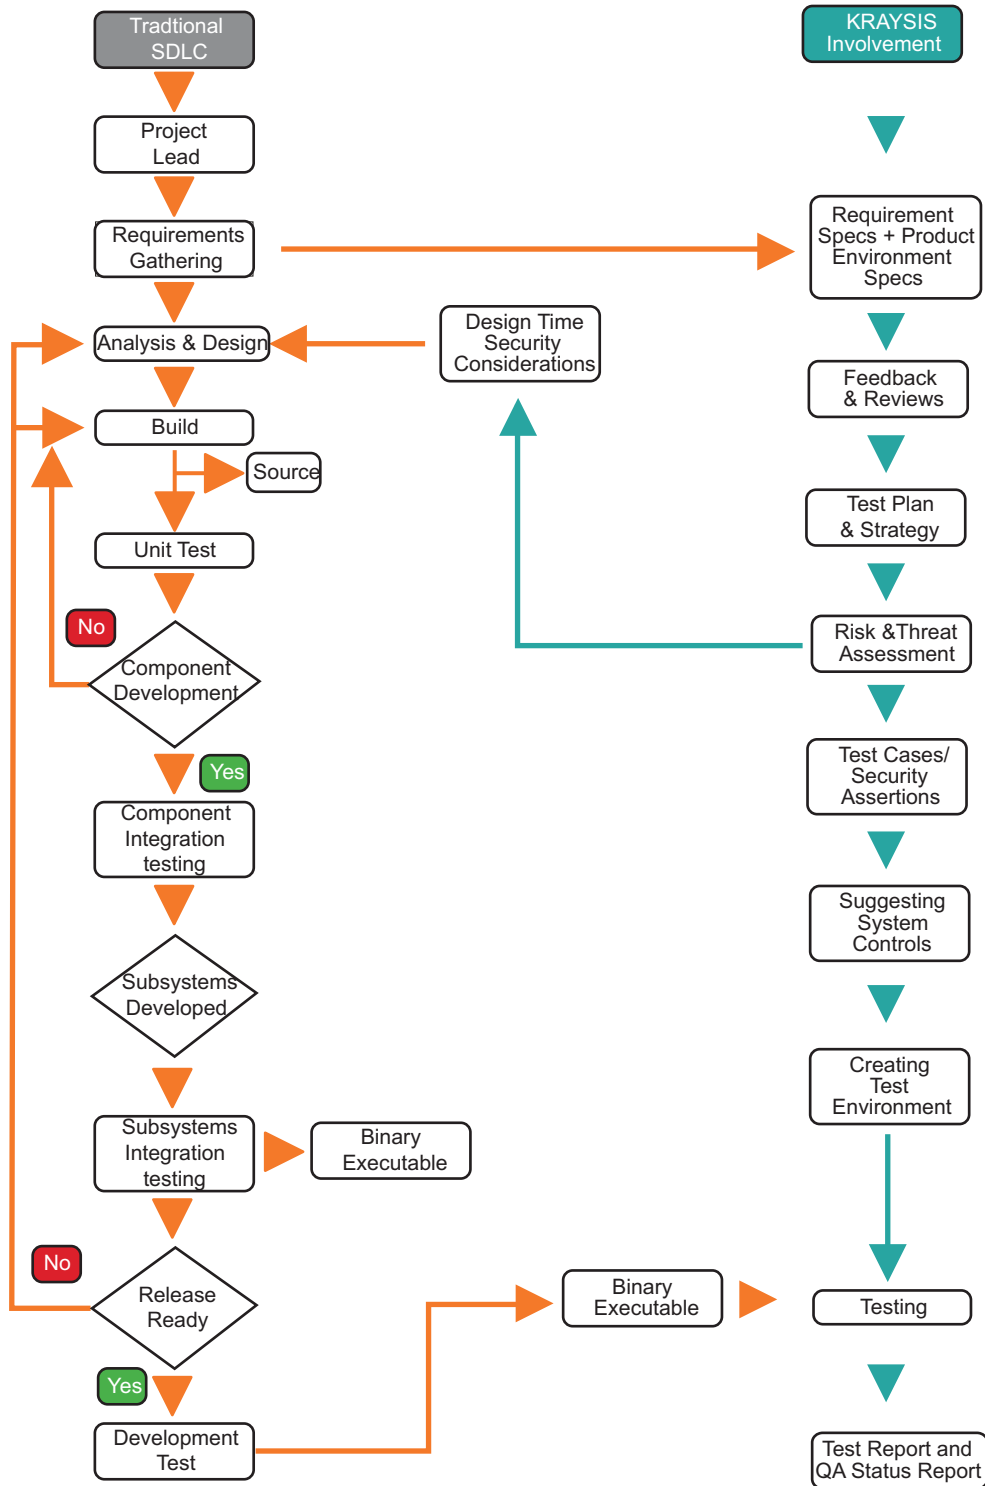 Tradtional
SDLC
KRAYSIS
Involvement
Project
Lead
Requirements
Gathering
Requirement
Specs + Product
Environment
Specs
Analysis & Design
Design Time
Security
Considerations
Feedback
& Reviews
Build
Source
Test Plan
& Strategy
Unit Test
No
Component
Development
Risk &Threat
Assessment
Yes
Test Cases/
Security
Assertions
Component
Integration
testing
Suggesting
System
Controls
Subsystems
Developed
Creating
Test
Environment
Subsystems
Integration
testing
Binary
Executable
No
Release
Ready
Binary
Executable
Testing
Yes
Development
Test
Test Report and
QA Status Report